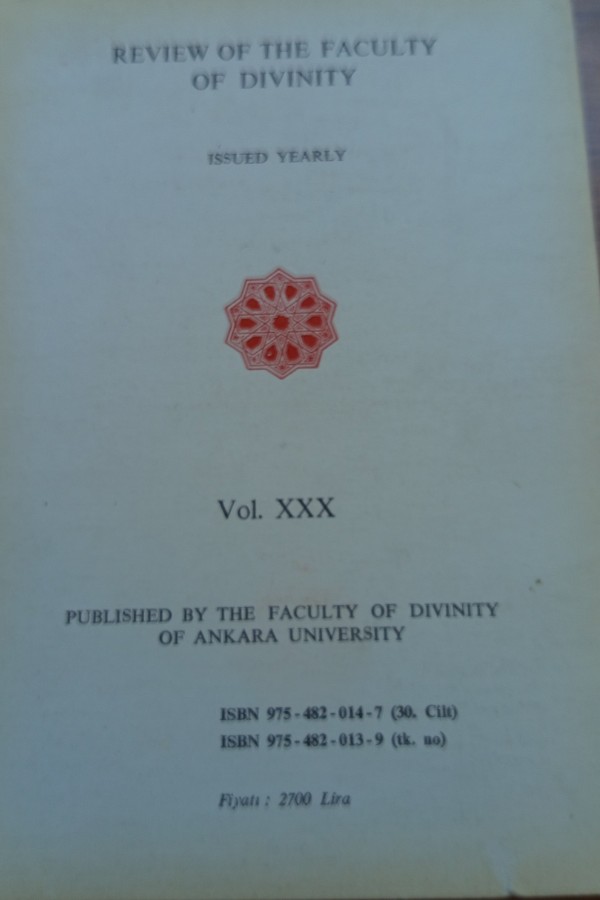 REVIEW OF THE FACULTY
OF DIVINITY
ISSUED YEARLY
Vol. XXX
PUBLISHED BY THE FACULTY OF DIVINITY
OF ANKARA UNIVERSITY
ISBN 975-482-014-7 (30. Cilt)
ISBN 975-482-013-9 (tk. no)
Fiyatı : 2700 Lira